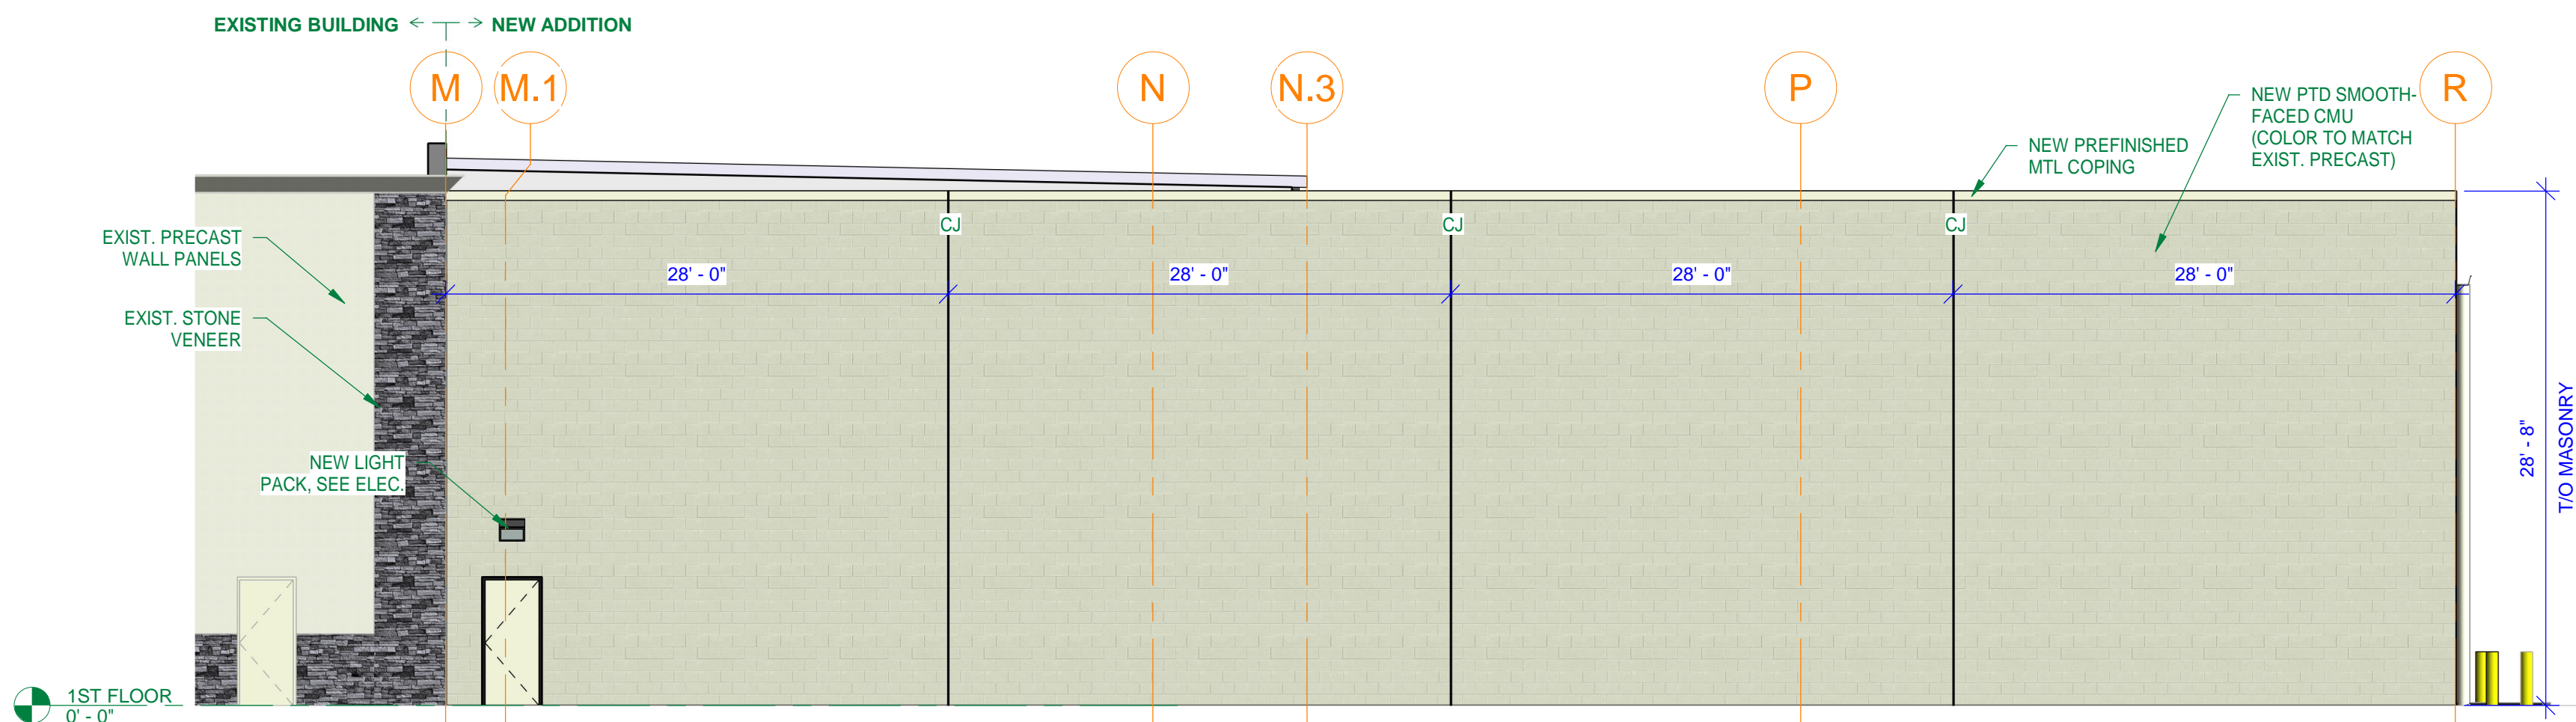 EXISTING BUILDING NEW ADDITION
M M.1 N N.3 P R
NEW PTD SMOOTH-
FACED CMU
(COLOR TO MATCH
EXIST. PRECAST)
NEW PREFINISHED
MTL COPING
CJ CJ CJ
EXIST. PRECAST
WALL PANELS
28' - 0" 28' - 0" 28' - 0" 28' - 0"
EXIST. STONE
VENEER
28' - 8"
T/O MASONRY
NEW LIGHT
PACK, SEE ELEC.
1ST FLOOR
0' - 0"